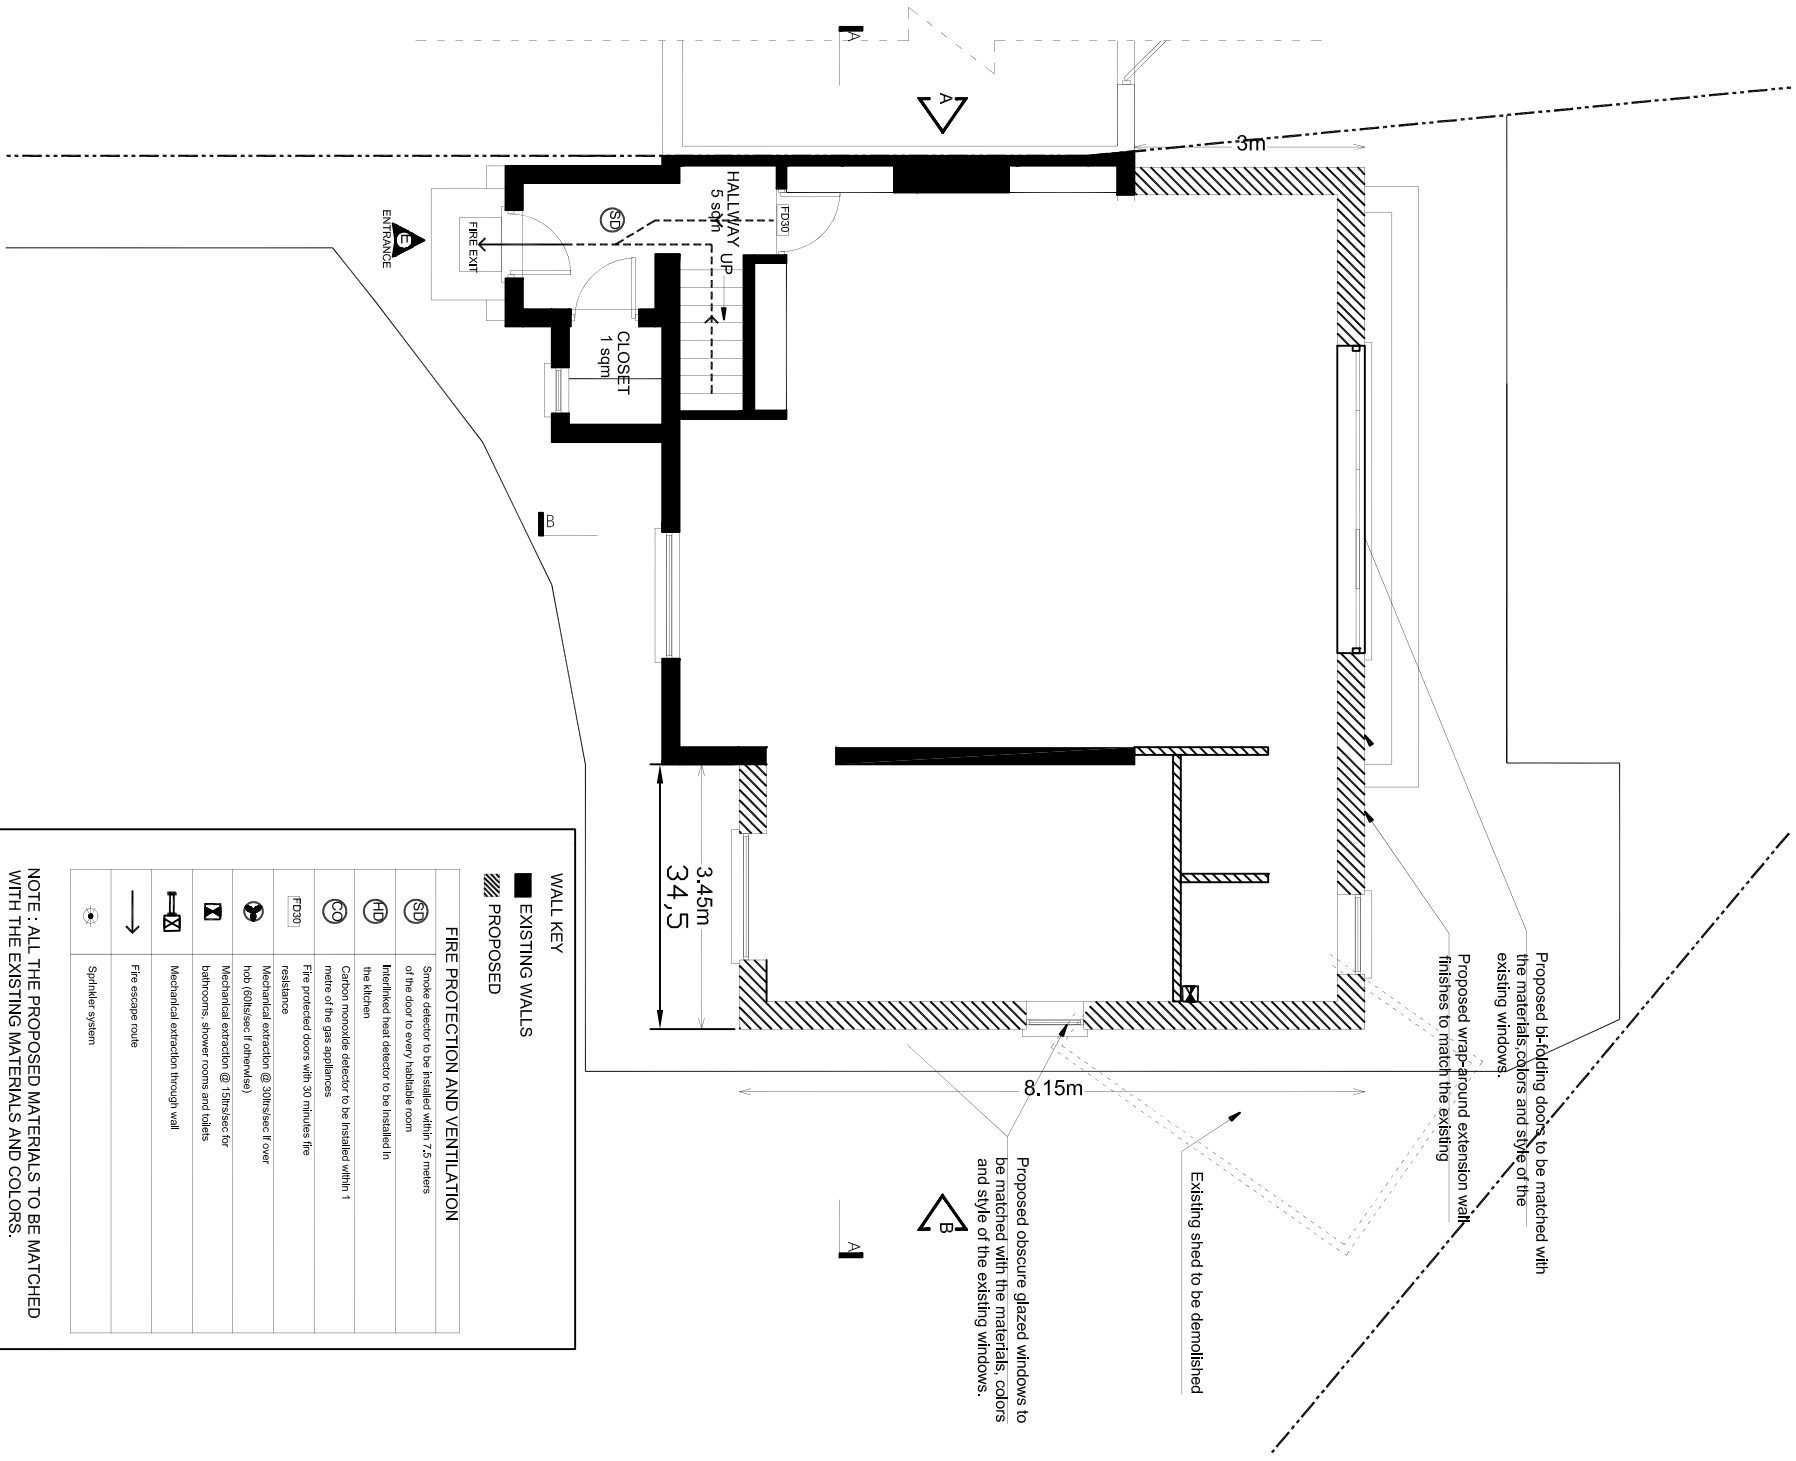 A
A
3m
HALLWAY
5 sqm
UP
FD30
SD
FIRE EXIT
E
ENTRANCE
CLOSET
1 sqm
B
3.45m
34,5
8.15m
Proposed bi-folding doors to be matched with
the materials,colors and style of the
existing windows.
Proposed wrap-around extension wall
finishes to match the existing
Existing shed to be demolished
Proposed obscure glazed windows to
be matched with the materials, colors
and style of the existing windows.
B
A
WALL KEY
EXISTING WALLS
PROPOSED
FIRE PROTECTION AND VENTILATION
SD
Smoke detector to be installed within 7.5 meters
of the door to every habitable room
HD
Interlinked heat detector to be installed in
the kitchen
CO
Carbon monoxide detector to be installed within 1
metre of the gas appliances
FD30
Fire protected doors with 30 minutes fire
resistance
Mechanical extraction @ 30ltrs/sec if over
hob (60lts/sec if otherwise)
Mechanical extraction @ 15ltrs/sec for
bathrooms, shower rooms and toilets
Mechanical extraction through wall
Fire escape route
Sprinkler system
NOTE : ALL THE PROPOSED MATERIALS TO BE MATCHED
WITH THE EXISTING MATERIALS AND COLORS.